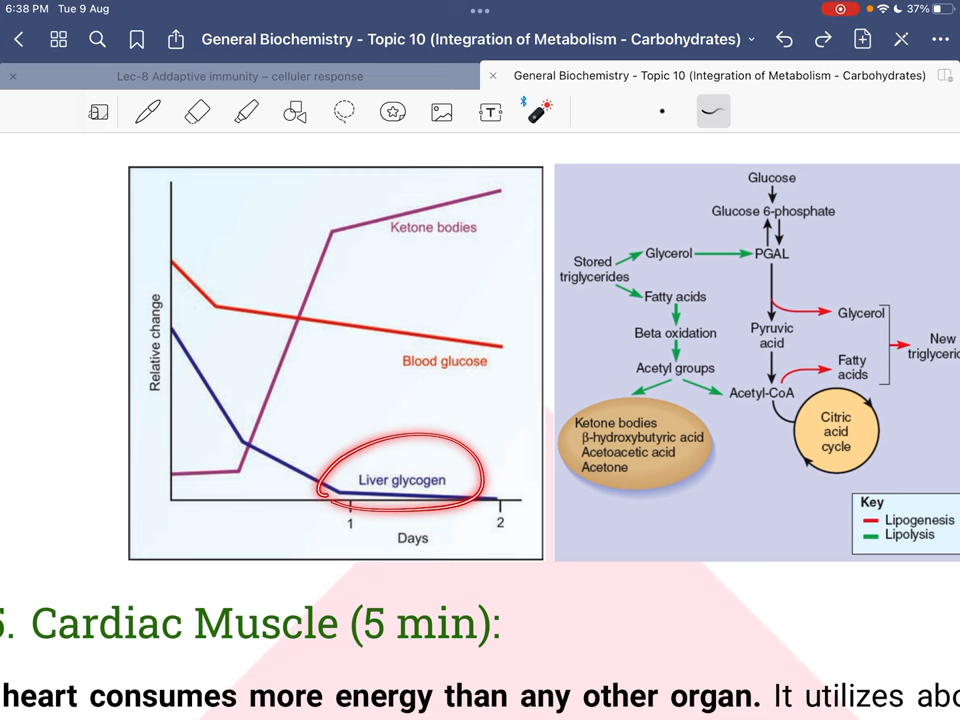 6:38 PM Tue 9 Aug
37%
General Biochemistry - Topic 10 (Integration of Metabolism - Carbohydrates)
Lec-8 Addaptive immunity – celluler response
General Biochemistry - Topic 10 (Integration of Metabolism - Carbohydrates)
T
Relative change
Ketone bodies
Blood glucose
Liver glycogen
1
2
Days
Glucose
Glucose 6-phosphate
Stored
triglycerides
Glycerol
PGAL
Fatty acids
Beta oxidation
Acetyl groups
Pyruvic
acid
Acetyl-CoA
Glycerol
Fatty
acids
New
triglyceric
Ketone bodies
β-hydroxybutyric acid
Acetoacetic acid
Acetone
Citric
acid
cycle
Key
Lipogenesis
Lipolysis
5. Cardiac Muscle (5 min):
heart consumes more energy than any other organ. It utilizes abo